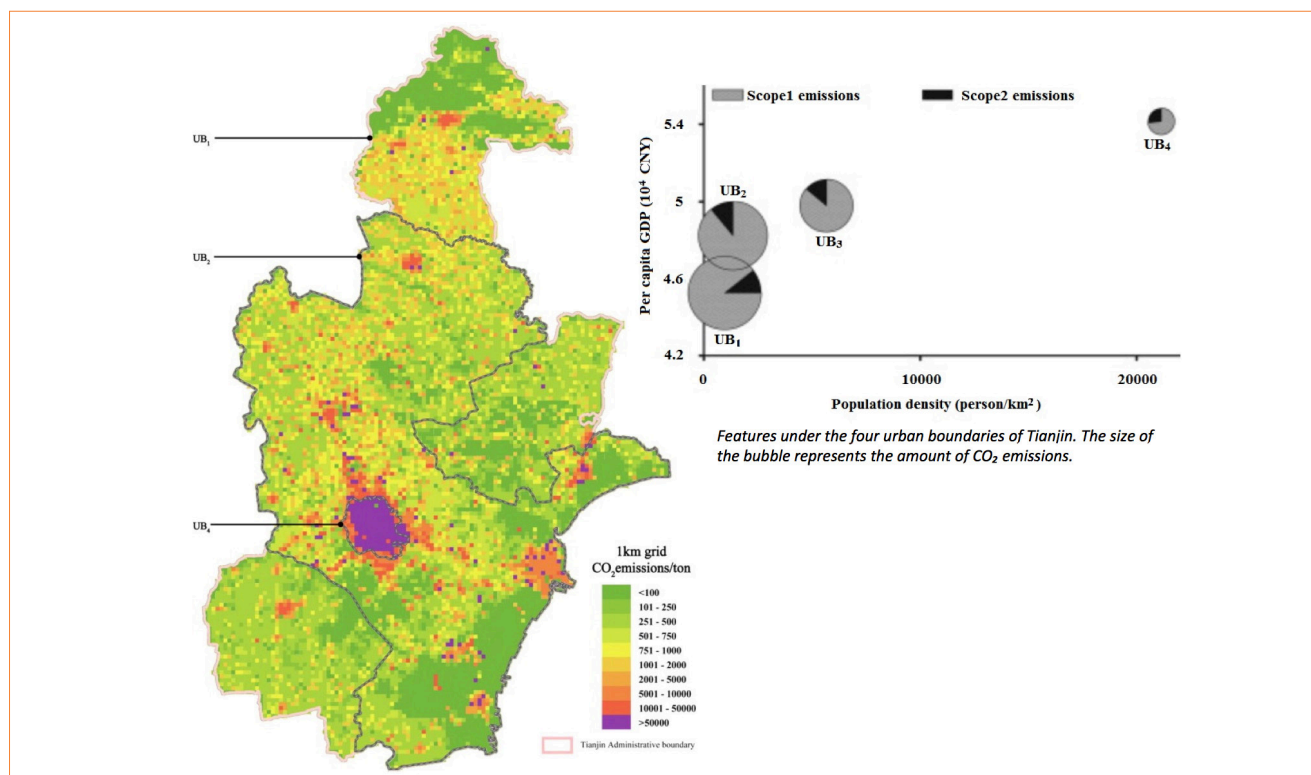 UB₁
UB₂
UB₄
1km grid
CO₂emissions/ton
<100
101 - 250
251 - 500
501 - 750
751 - 1000
1001 - 2000
2001 - 5000
5001 - 10000
10001 - 50000
>50000
Tianjin Administrative boundary
Scope1 emissions
Scope2 emissions
Per capita GDP (10⁴ CNY)
5.4
5
4.6
4.2
UB₄
UB₂
UB₃
UB₁
0
10000
20000
Population density (person/km²)
Features under the four urban boundaries of Tianjin. The size of
the bubble represents the amount of CO₂ emissions.